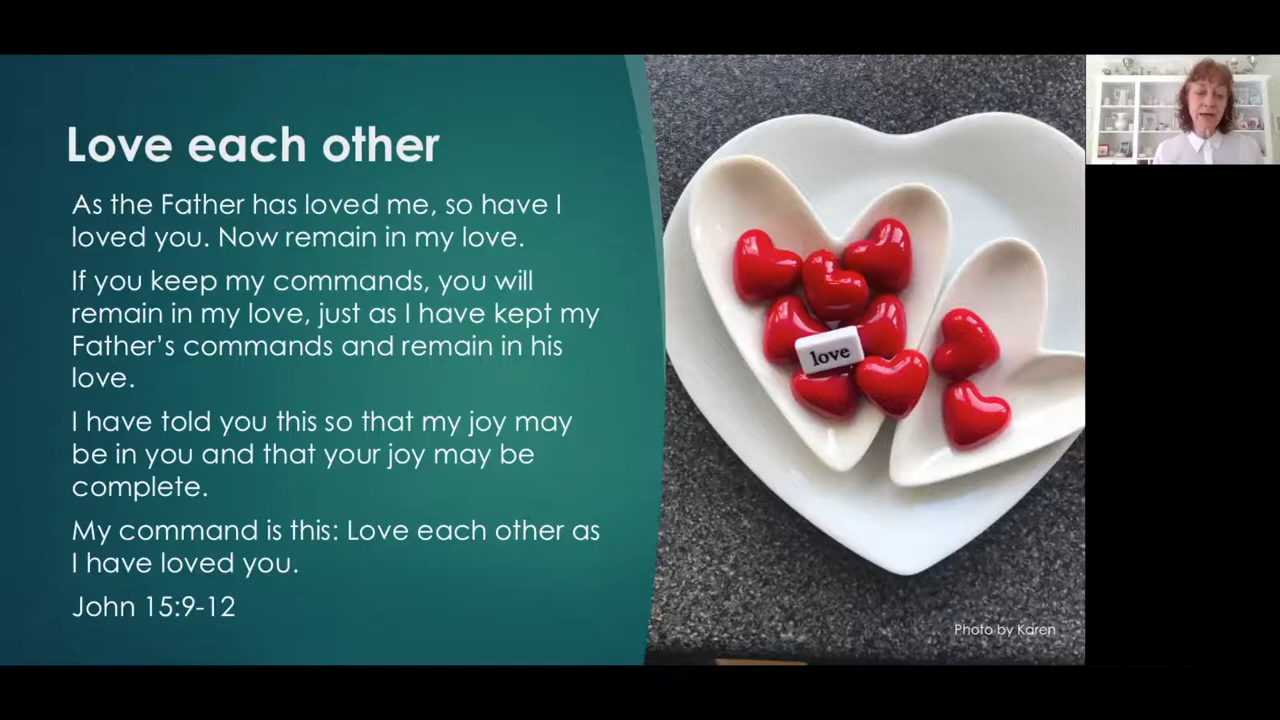 Love each other
As the Father has loved me, so have I
loved you. Now remain in my love.
If you keep my commands, you will
remain in my love, just as I have kept my
Father's commands and remain in his
love.
I have told you this so that my joy may
be in you and that your joy may be
complete.
My command is this: Love each other as
I have loved you.
John 15:9-12
love
Photo by Karen